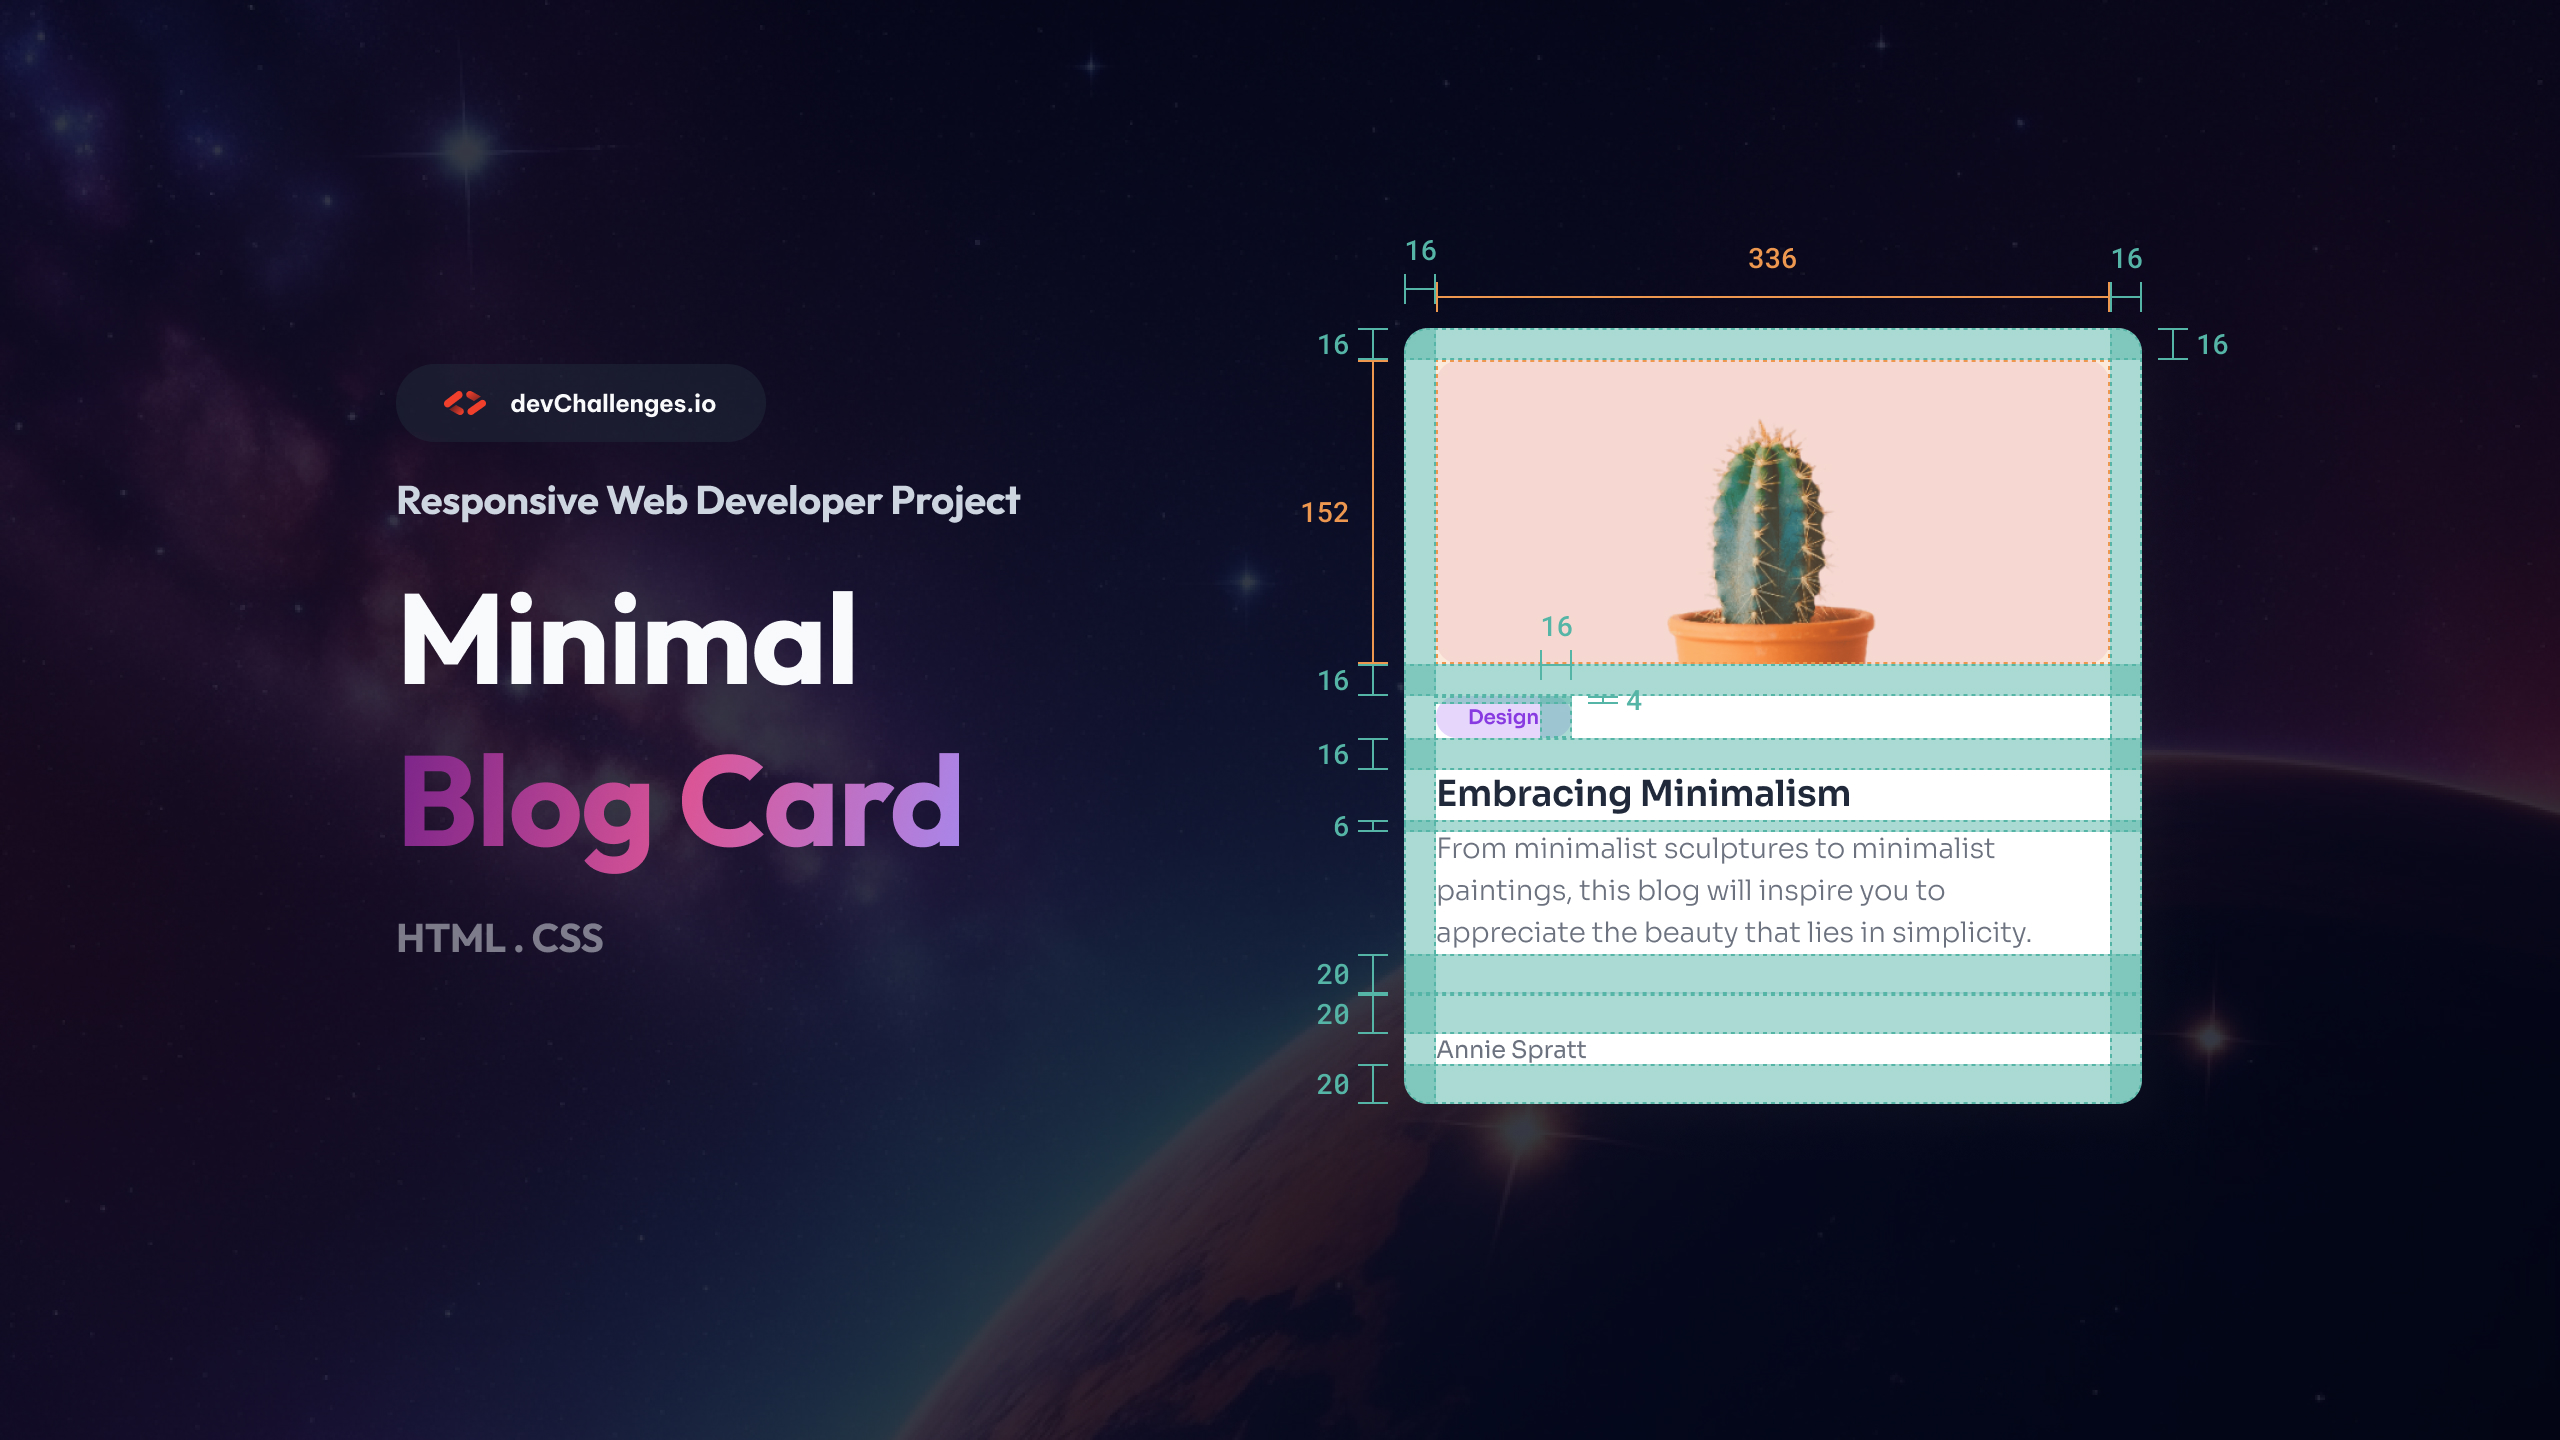 devChallenges.io
Responsive Web Developer Project
Minimal
Blog Card
HTML . CSS
16
336
16
16
16
152
16
16
4
Design
16
Embracing Minimalism
6
From minimalist sculptures to minimalist
paintings, this blog will inspire you to
appreciate the beauty that lies in simplicity.
20
20
Annie Spratt
20